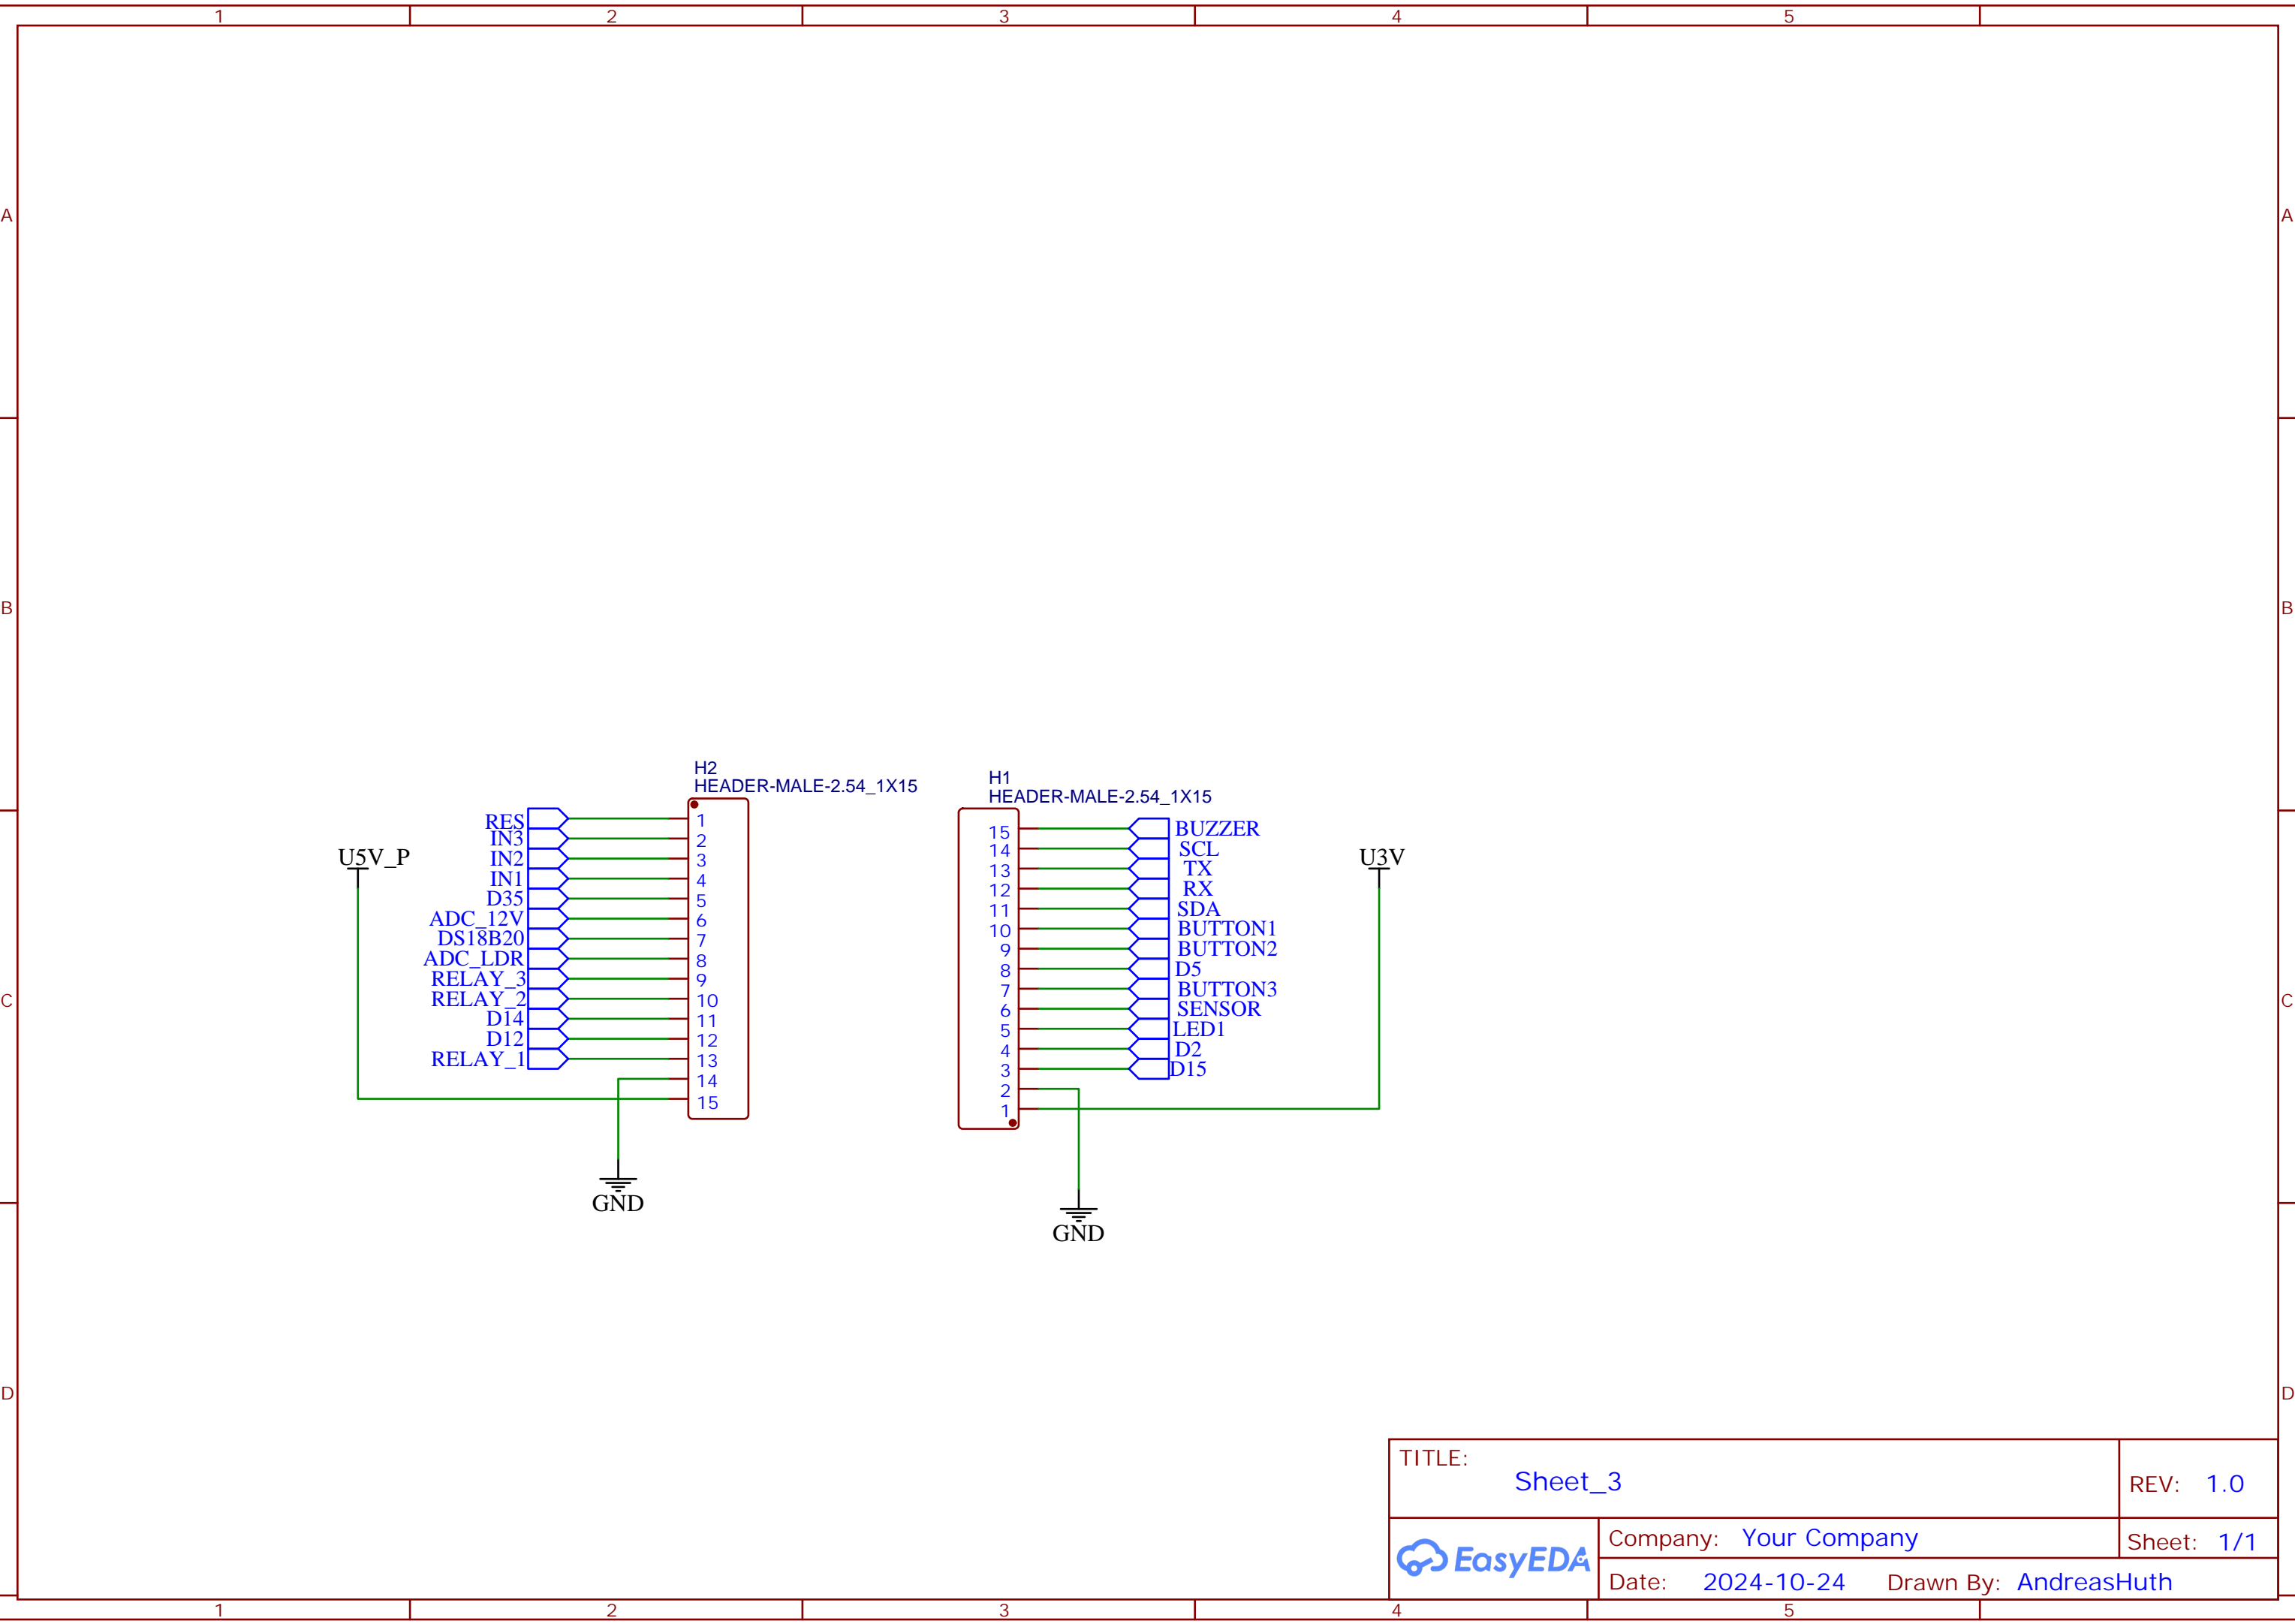 1 2 3 4 5
A A
B B
H2
HEADER-MALE-2.54_1X15
H1
HEADER-MALE-2.54_1X15
U5V_P
RES 1
IN3 2
IN2 3
IN1 4
D35 5
ADC_12V 6
DS18B20 7
ADC_LDR 8
RELAY_3 9
RELAY_2 10
D14 11
D12 12
RELAY_1 13
14
15
GND
15 BUZZER
14 SCL
13 TX
12 RX
11 SDA
10 BUTTON1
9 BUTTON2
8 D5
7 BUTTON3
6 SENSOR
5 LED1
4 D2
3 D15
2
1
U3V
GND
C C
D D
TITLE:
Sheet_3
REV: 1.0
EasyEDA
Company: Your Company
Sheet: 1/1
Date: 2024-10-24 Drawn By: AndreasHuth
1 2 3 4 5